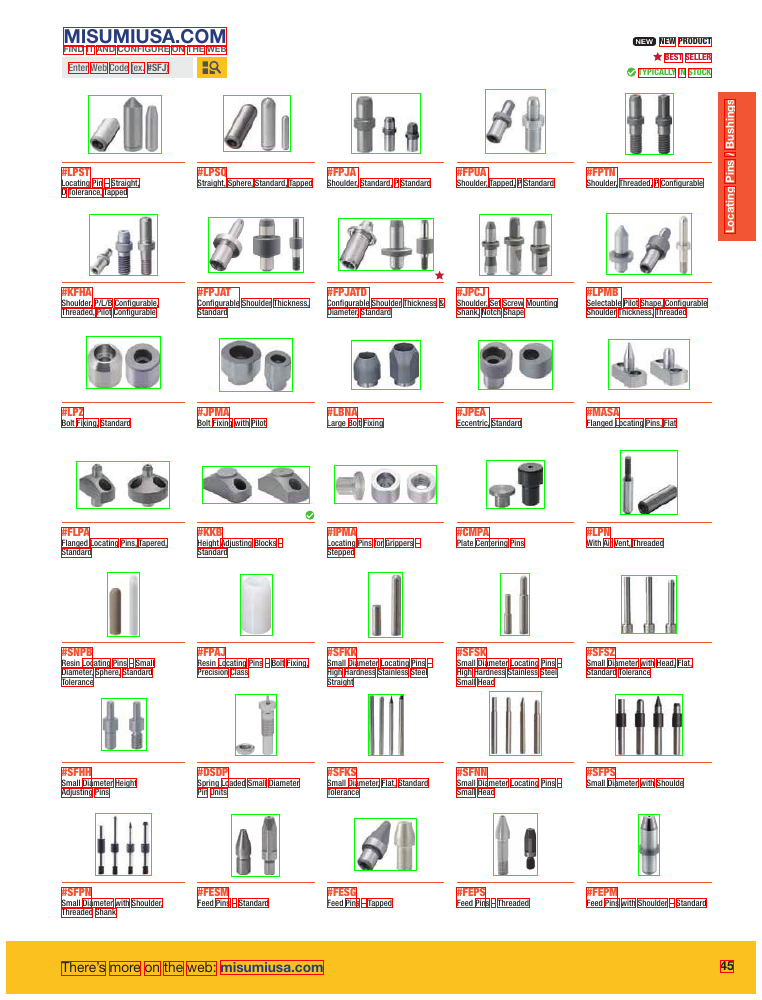 MISUMIUSA.COM
FIND IT AND CONFIGURE ON THE WEB
Enter Web Code (ex. #SFJ)
NEW NEW PRODUCT
BEST SELLER
TYPICALLY IN STOCK
Locating Pins / Bushings
#LPST
Locating Pin – Straight,
D Tolerance, Tapped
#LPSQ
Straight, Sphere, Standard, Tapped
#FPJA
Shoulder, Standard, P Standard
#FPUA
Shoulder, Tapped, P Standard
#FPTN
Shoulder, Threaded, P Configurable
#KFHA
Shoulder, P/L/B Configurable,
Threaded, Pilot Configurable
#FPJAT
Configurable Shoulder Thickness,
Standard
#FPJATD
Configurable Shoulder Thickness &
Diameter, Standard
#JPCJ
Shoulder, Set Screw Mounting
Shank, Notch Shape
#LPMB
Selectable Pilot Shape, Configurable
Shoulder Thickness, Threaded
#LPZ
Bolt Fixing, Standard
#JPMA
Bolt Fixing with Pilot
#LBNA
Large Bolt Fixing
#JPEA
Eccentric, Standard
#MASA
Flanged Locating Pins, Flat
#FLPA
Flanged Locating Pins, Tapered,
Standard
#KKB
Height Adjusting Blocks –
Standard
#IPMA
Locating Pins for Grippers –
Stepped
#CMPA
Plate Centering Pins
#LPN
With Air Vent, Threaded
#SNPB
Resin Locating Pins – Small
Diameter, Sphere, Standard
Tolerance
#FPAJ
Resin Locating Pins – Bolt Fixing,
Precision Class
#SFKK
Small Diameter Locating Pins –
High Hardness Stainless Steel
Straight
#SFSK
Small Diameter Locating Pins –
High Hardness Stainless Steel
Small Head
#SFSZ
Small Diameter with Head, Flat,
Standard Tolerance
#SFHH
Small Diameter Height
Adjusting Pins
#DSDP
Spring Loaded Small Diameter
Pin Units
#SFKS
Small Diameter, Flat, Standard
Tolerance
#SFNN
Small Diameter Locating Pins –
Small Head
#SFPS
Small Diameter with Shoulde
#SFPN
Small Diameter with Shoulder,
Threaded Shank
#FESM
Feed Pins – Standard
#FESG
Feed Pins – Tapped
#FEPS
Feed Pins – Threaded
#FEPM
Feed Pins with Shoulder – Standard
There's more on the web: misumiusa.com
45